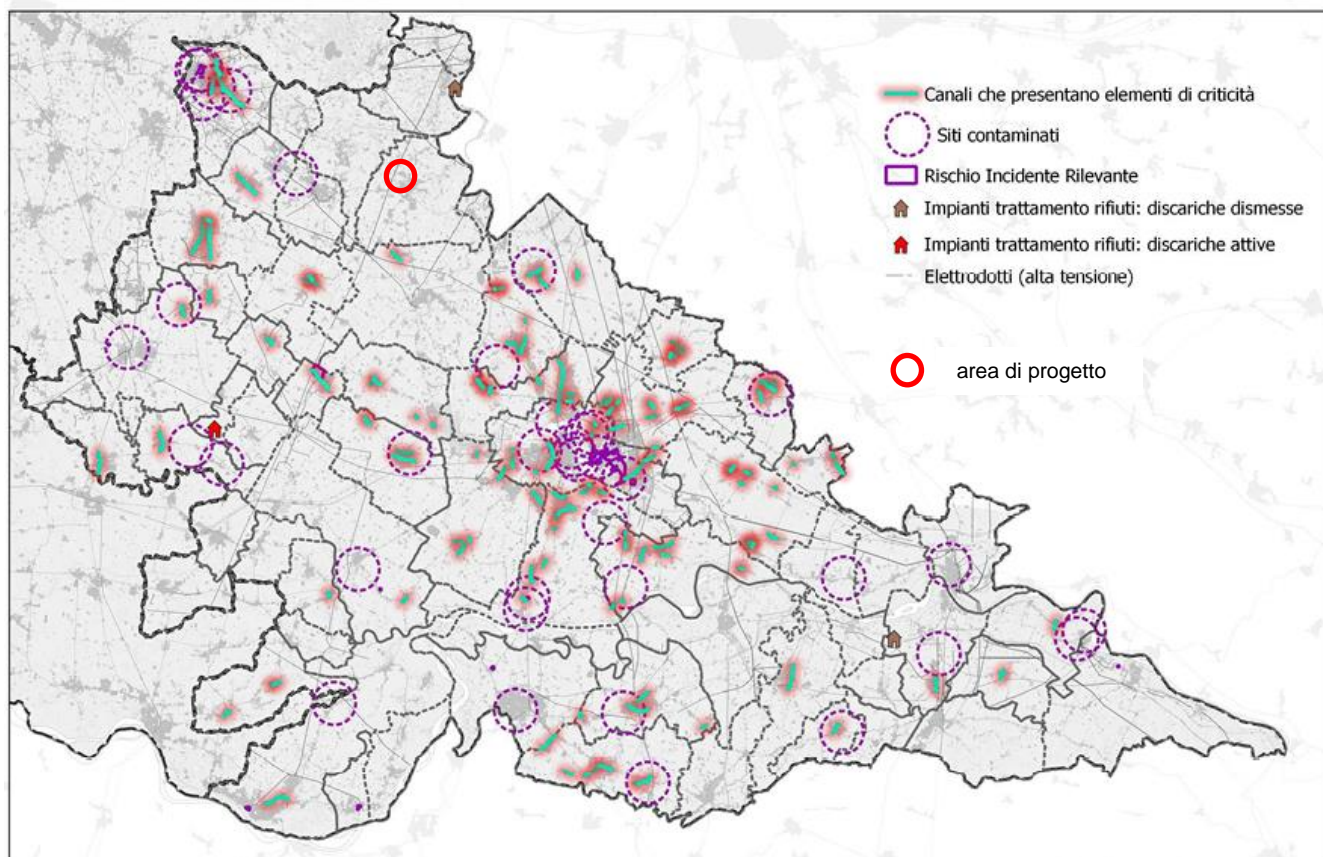 Canali che presentano elementi di criticità
Siti contaminati
Rischio Incidente Rilevante
Impianti trattamento rifiuti: discariche dismesse
Impianti trattamento rifiuti: discariche attive
Elettrodotti (alta tensione)
area di progetto